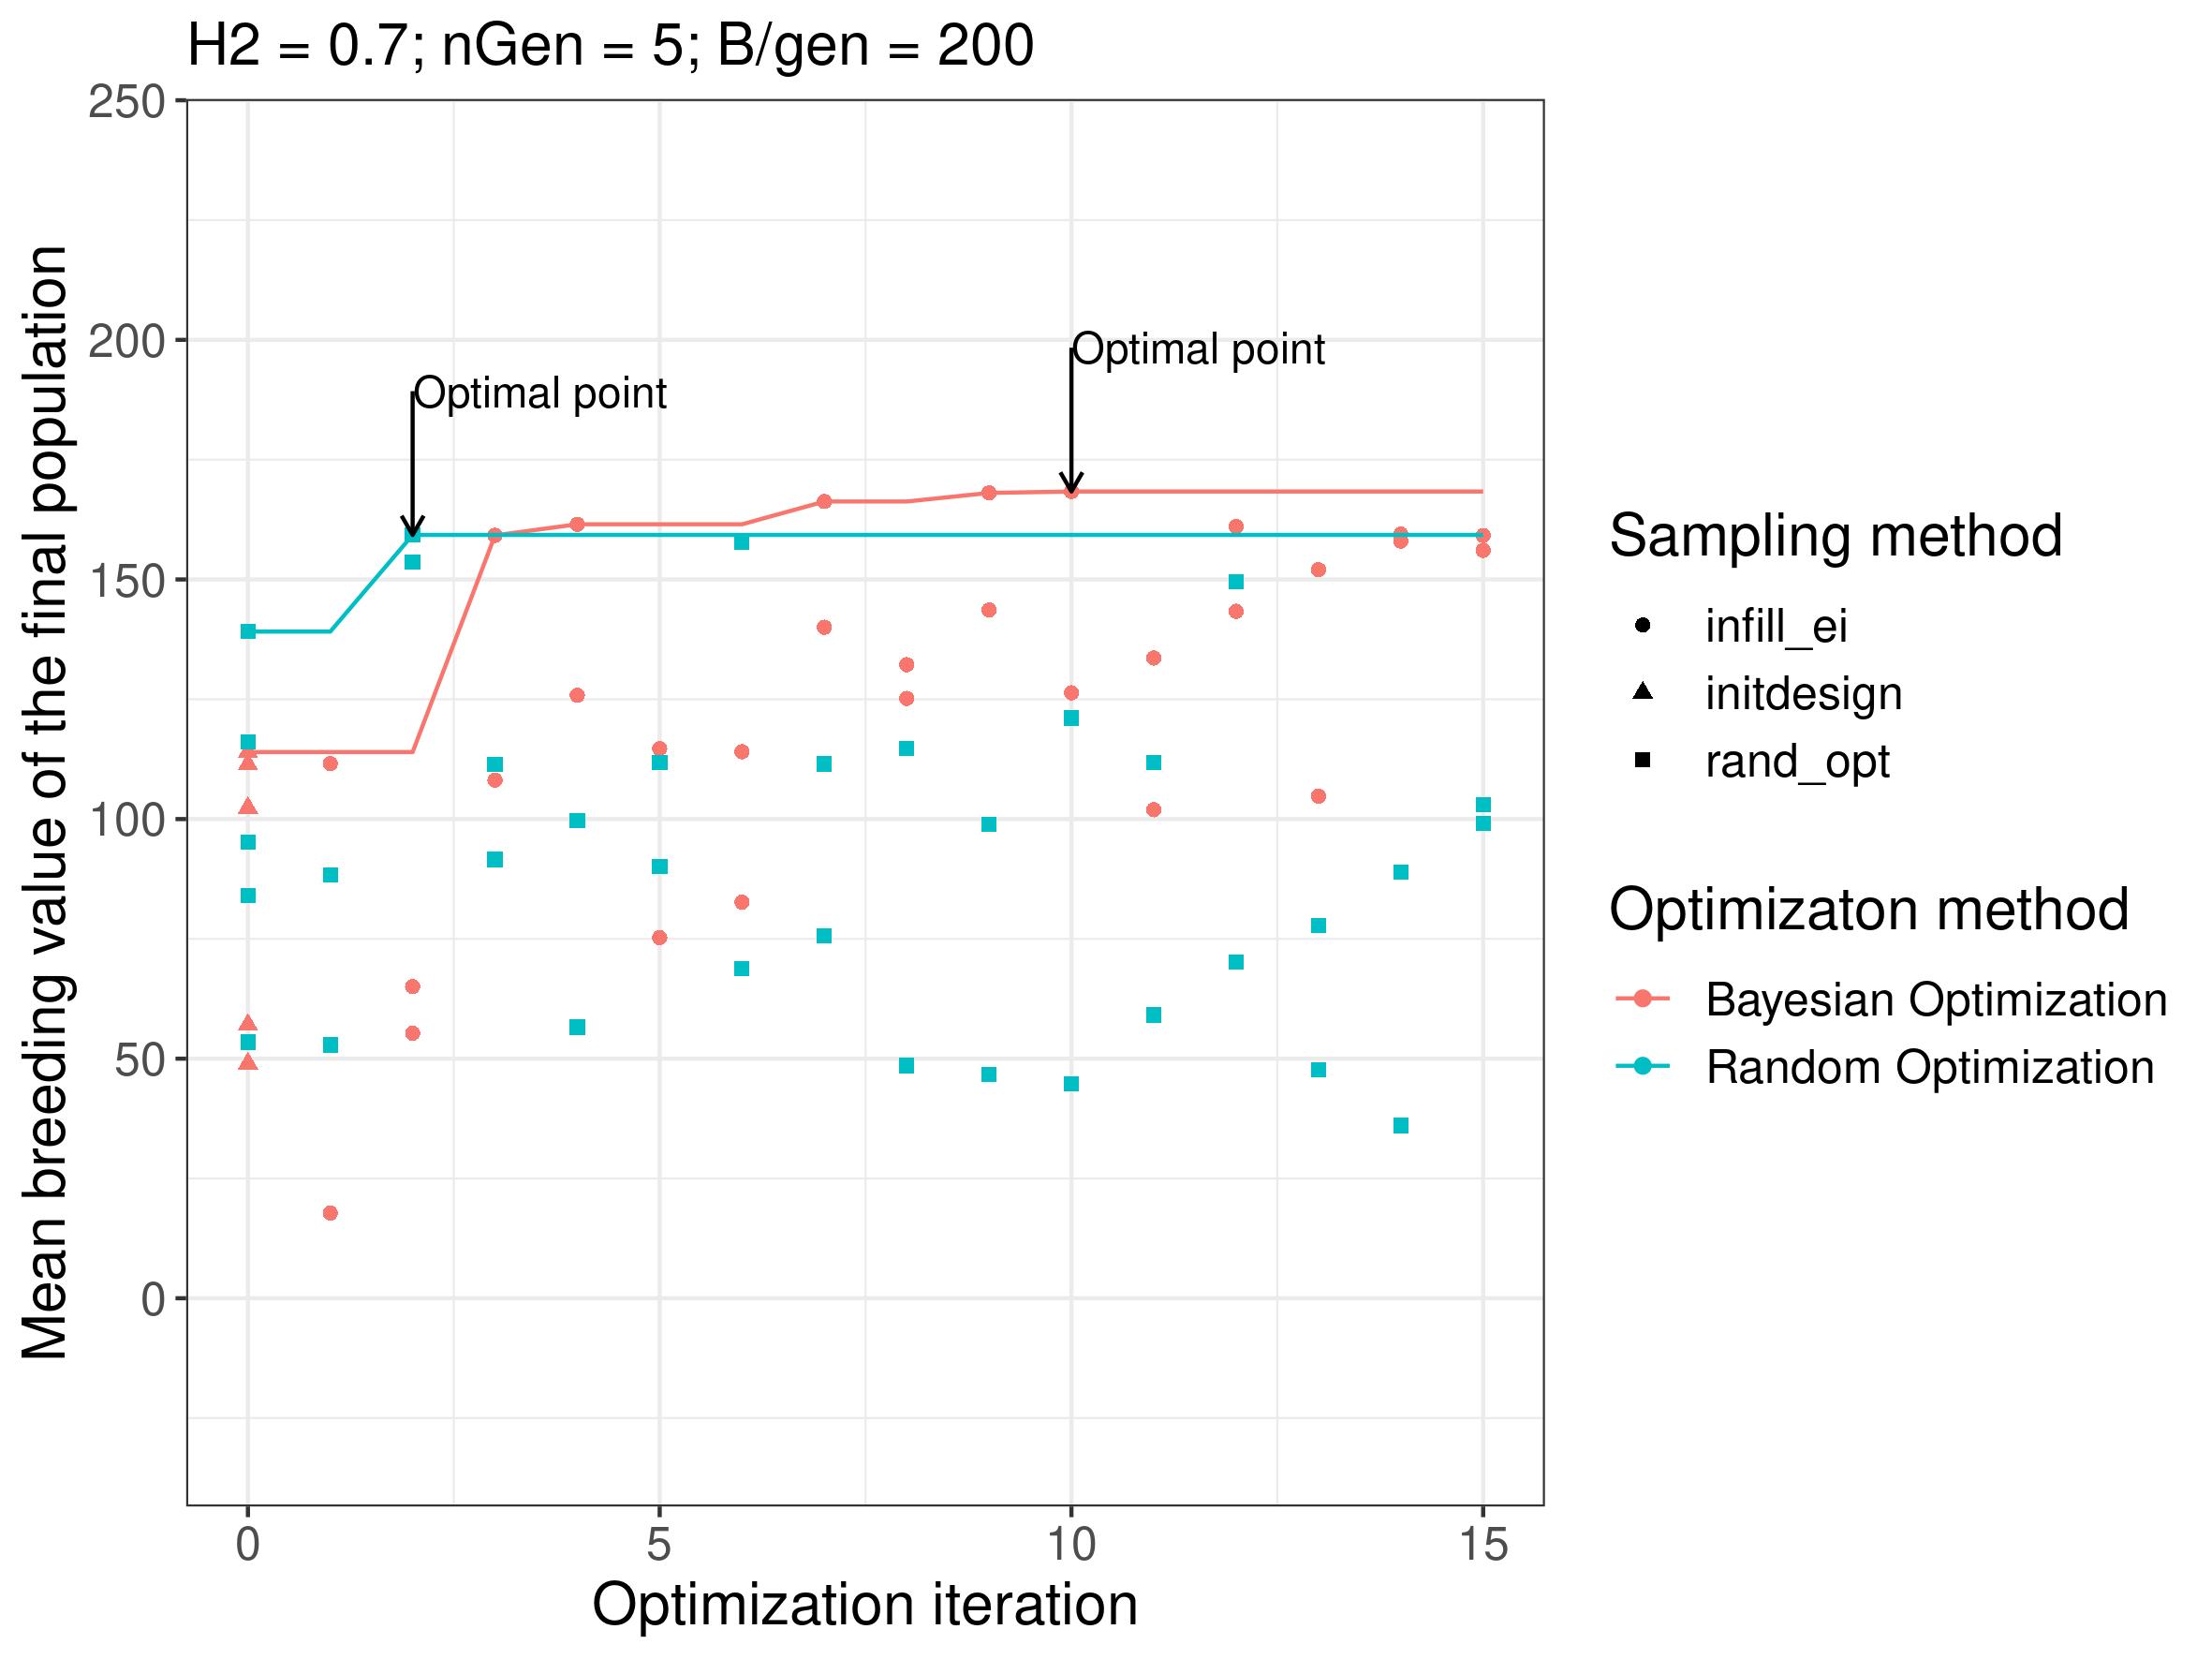 H2 = 0.7; nGen = 5; B/gen = 200
Mean breeding value of the final population
250
200
150
100
50
0
Optimal point
Optimal point
0
5
10
15
Optimization iteration
Sampling method
infill_ei
initdesign
rand_opt
Optimizaton method
Bayesian Optimization
Random Optimization